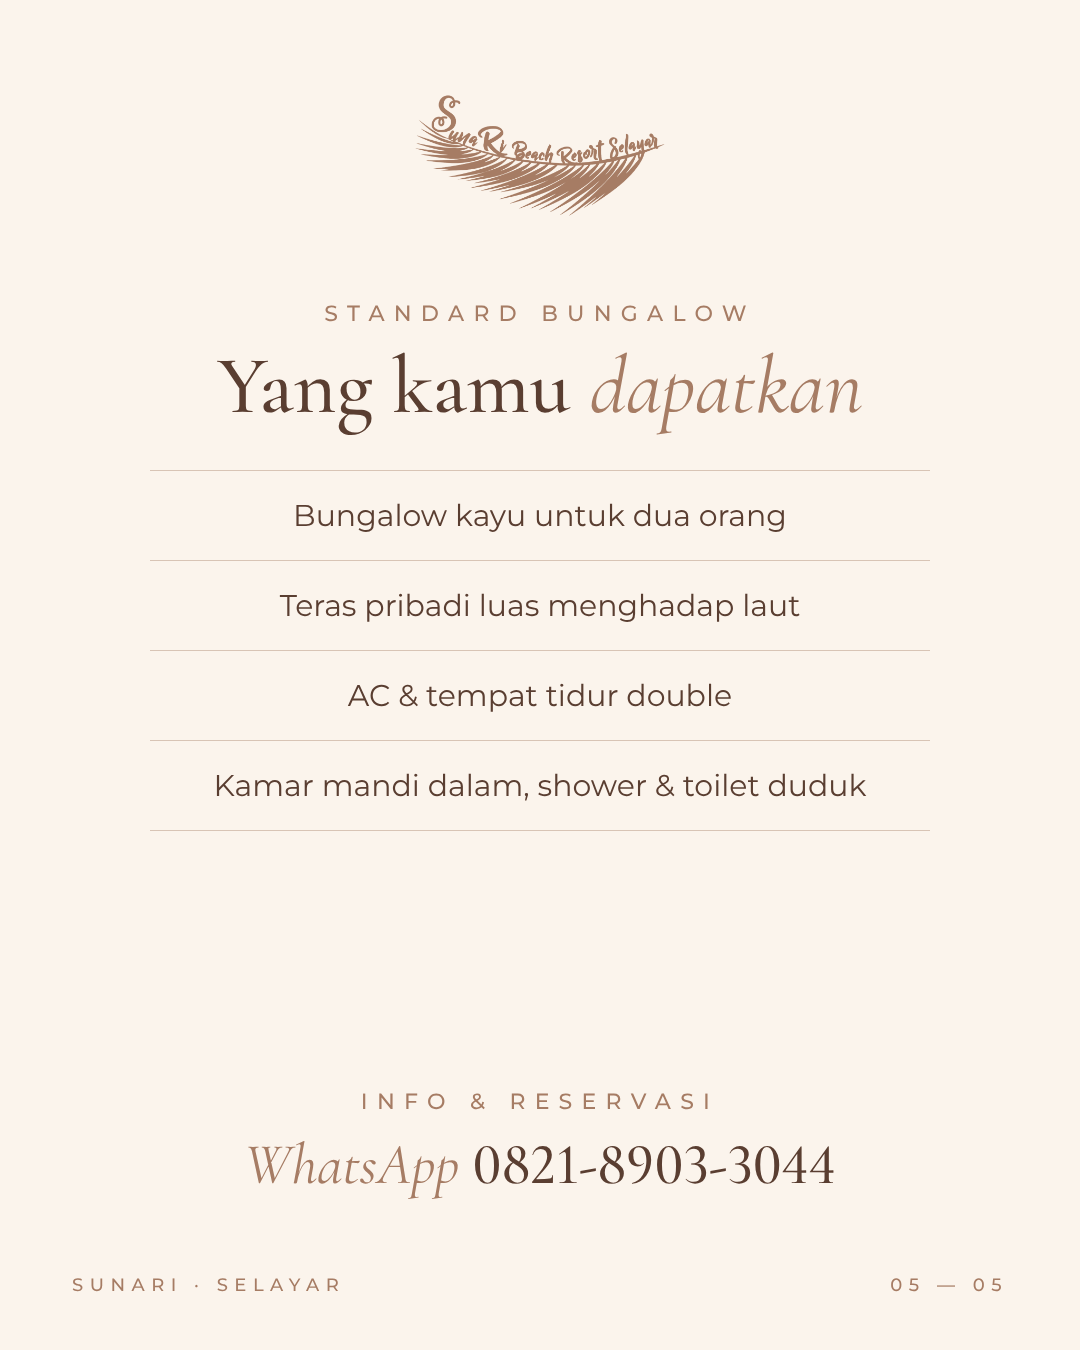 SunaRi Beach Resort Selayar
STANDARD BUNGALOW
Yang kamu dapatkan
Bungalow kayu untuk dua orang
Teras pribadi luas menghadap laut
AC & tempat tidur double
Kamar mandi dalam, shower & toilet duduk
INFO & RESERVASI
WhatsApp 0821-8903-3044
SUNARI · SELAYAR
05 — 05